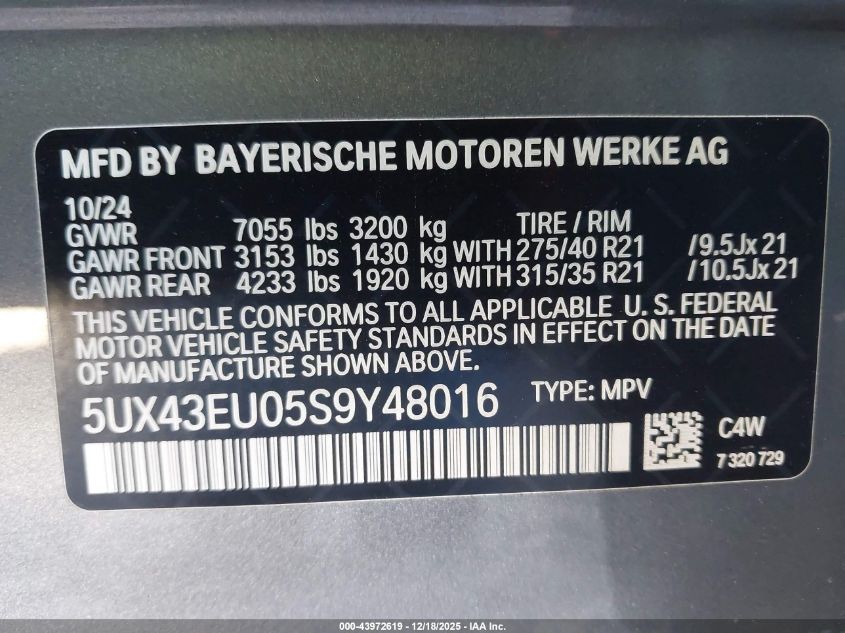 MFD BY BAYERISCHE MOTOREN WERKE AG
10/24
GVWR 7055 lbs 3200 kg TIRE / RIM
GAWR FRONT 3153 lbs 1430 kg WITH 275/40 R21 /9.5Jx21
GAWR REAR 4233 lbs 1920 kg WITH 315/35 R21 /10.5Jx21
THIS VEHICLE CONFORMS TO ALL APPLICABLE U. S. FEDERAL
MOTOR VEHICLE SAFETY STANDARDS IN EFFECT ON THE DATE
OF MANUFACTURE SHOWN ABOVE.
5UX43EU05S9Y48016 TYPE: MPV
C4W
7 320 729
000-43972619 - 12/18/2025 - IAA Inc.